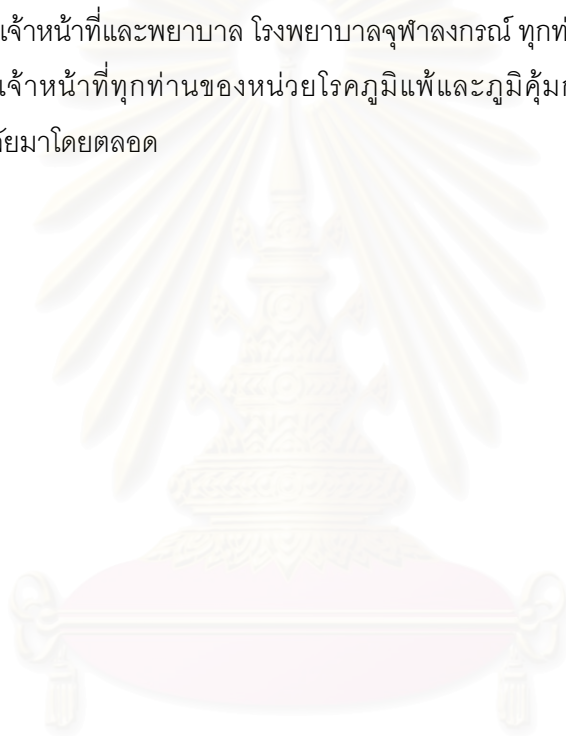 เจ้าหน้าที่และพยาบาล โรงพยาบาลจุฬาลงกรณ์ ทุกท่
เจ้าหน้าที่ทุกท่านของหน่วยโรคภูมิแพ้และภูมิคุ้ม
ัยมาโดยตลอด